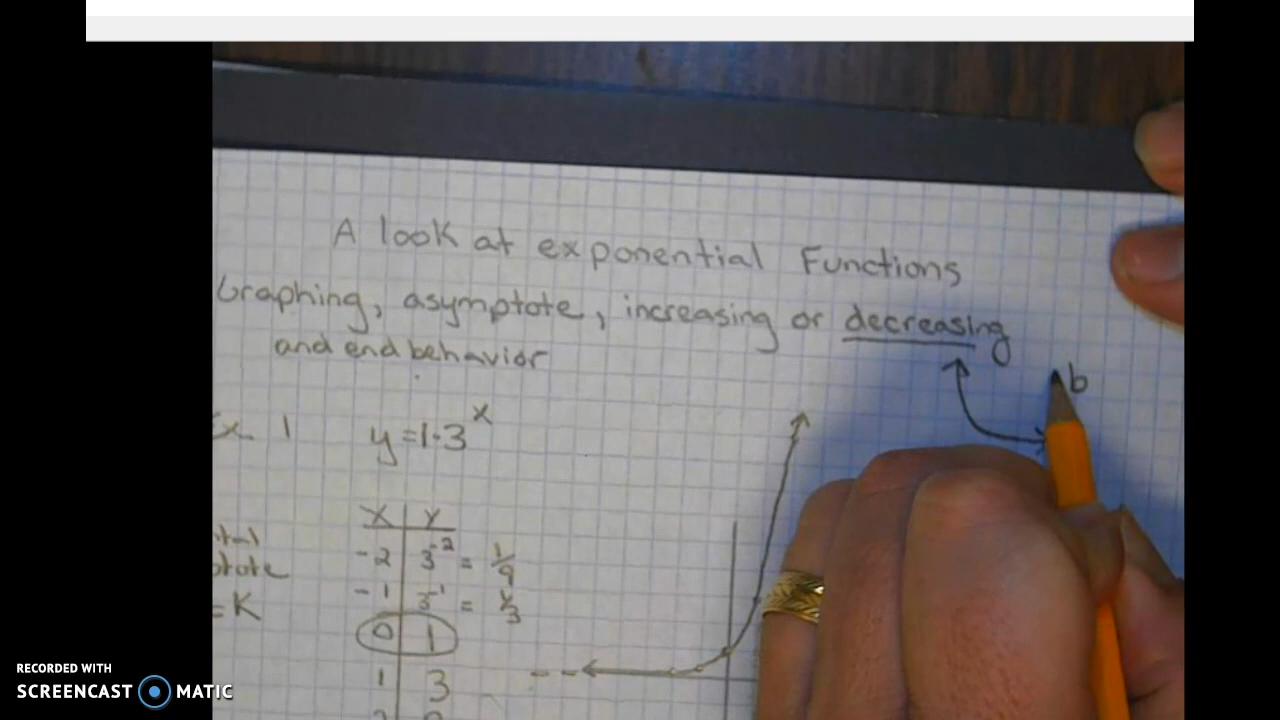 A look at exponential Functions
Graphing, asymptote, increasing or decreasing
and end behavior
b
Ex. 1 y = 1·3^x
X Y
-2 3^-2 = 1/9
-1 3^-1 = 1/3
0 1
= K
1 3
RECORDED WITH
SCREENCAST MATIC